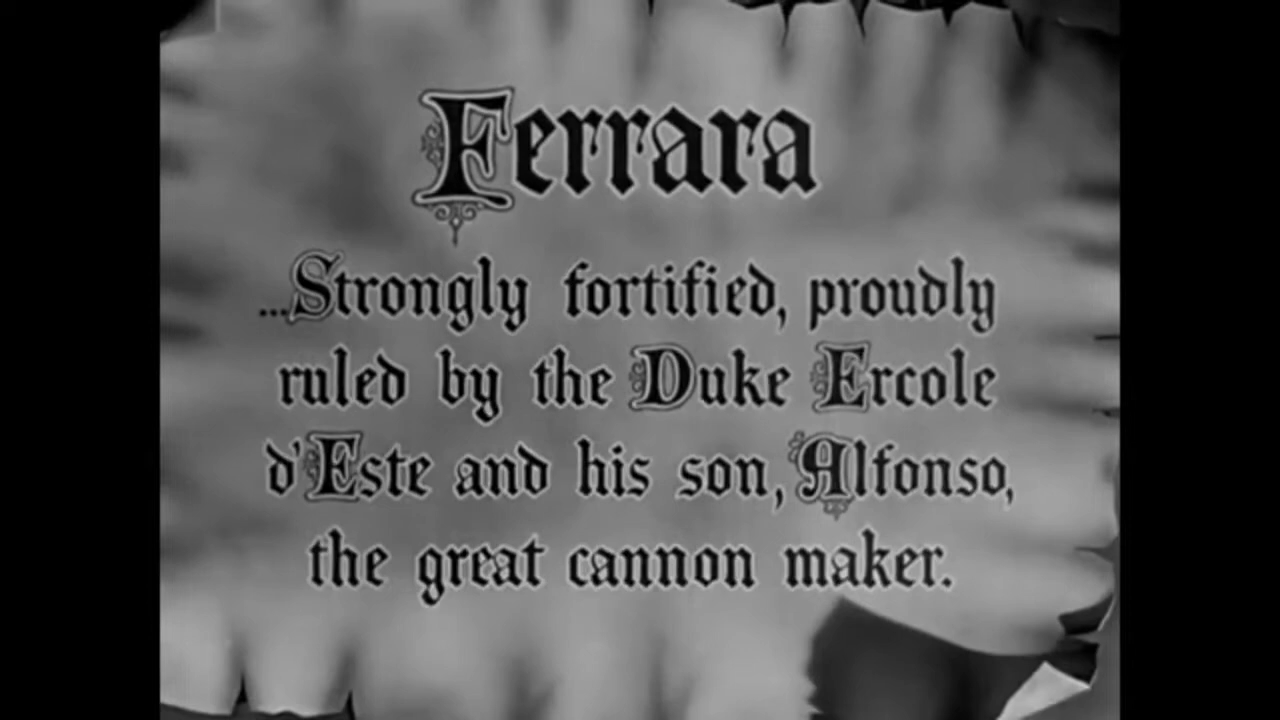 Ferrara
...Strongly fortified, proudly
ruled by the Duke Ercole
d'Este and his son, Alfonso,
the great cannon maker.